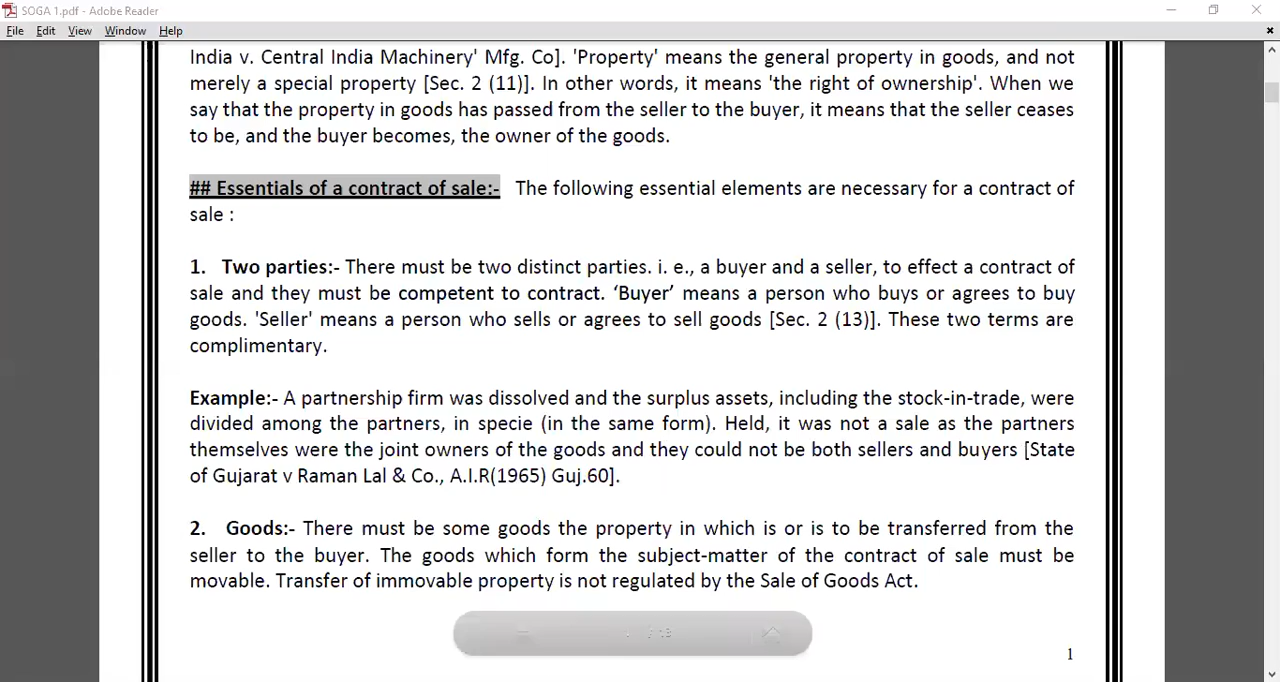 SOGA 1.pdf - Adobe Reader
File Edit View Window Help
India v. Central India Machinery' Mfg. Co]. 'Property' means the general property in goods, and not
merely a special property [Sec. 2 (11)]. In other words, it means 'the right of ownership'. When we
say that the property in goods has passed from the seller to the buyer, it means that the seller ceases
to be, and the buyer becomes, the owner of the goods.
## Essentials of a contract of sale:- The following essential elements are necessary for a contract of
sale :
1. Two parties:- There must be two distinct parties. i. e., a buyer and a seller, to effect a contract of
sale and they must be competent to contract. ‘Buyer’ means a person who buys or agrees to buy
goods. 'Seller' means a person who sells or agrees to sell goods [Sec. 2 (13)]. These two terms are
complimentary.
Example:- A partnership firm was dissolved and the surplus assets, including the stock-in-trade, were
divided among the partners, in specie (in the same form). Held, it was not a sale as the partners
themselves were the joint owners of the goods and they could not be both sellers and buyers [State
of Gujarat v Raman Lal & Co., A.I.R(1965) Guj.60].
2. Goods:- There must be some goods the property in which is or is to be transferred from the
seller to the buyer. The goods which form the subject-matter of the contract of sale must be
movable. Transfer of immovable property is not regulated by the Sale of Goods Act.
1